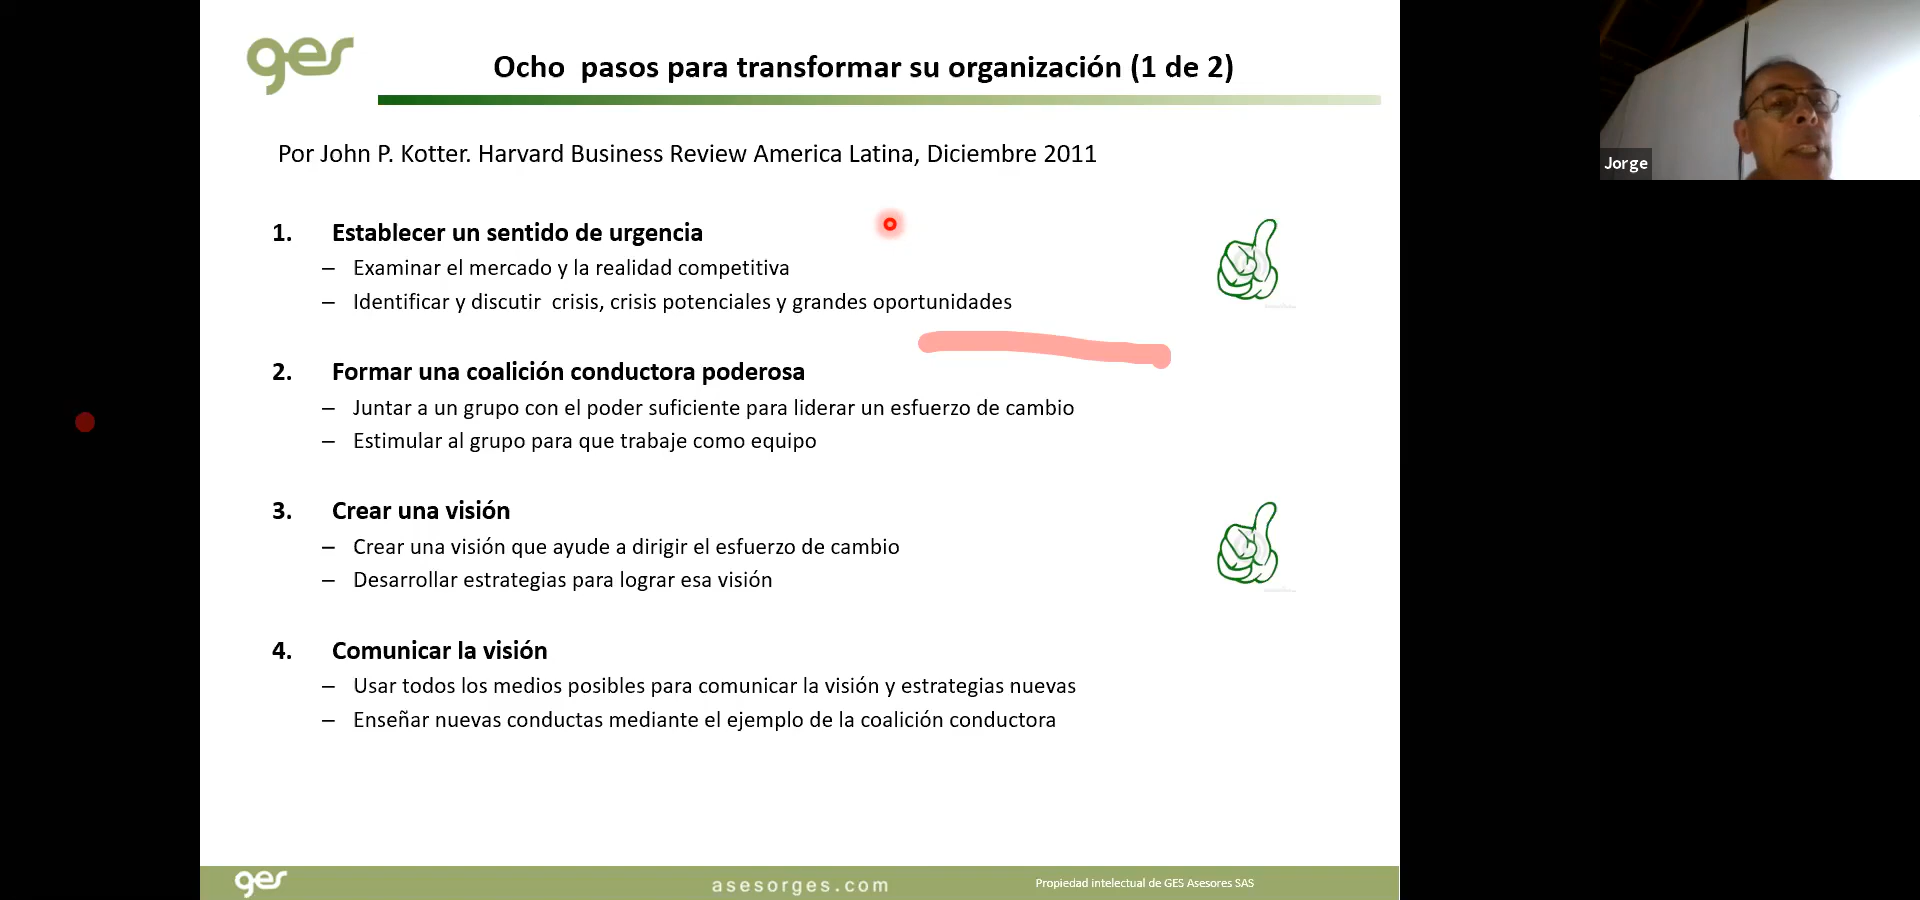 ges
Ocho  pasos para transformar su organización (1 de 2)
Jorge
Por John P. Kotter. Harvard Business Review America Latina, Diciembre 2011
1. Establecer un sentido de urgencia
– Examinar el mercado y la realidad competitiva
– Identificar y discutir  crisis, crisis potenciales y grandes oportunidades
2. Formar una coalición conductora poderosa
– Juntar a un grupo con el poder suficiente para liderar un esfuerzo de cambio
– Estimular al grupo para que trabaje como equipo
3. Crear una visión
– Crear una visión que ayude a dirigir el esfuerzo de cambio
– Desarrollar estrategias para lograr esa visión
4. Comunicar la visión
– Usar todos los medios posibles para comunicar la visión y estrategias nuevas
– Enseñar nuevas conductas mediante el ejemplo de la coalición conductora
ges
asesorges.com
Propiedad intelectual de GES Asesores SAS